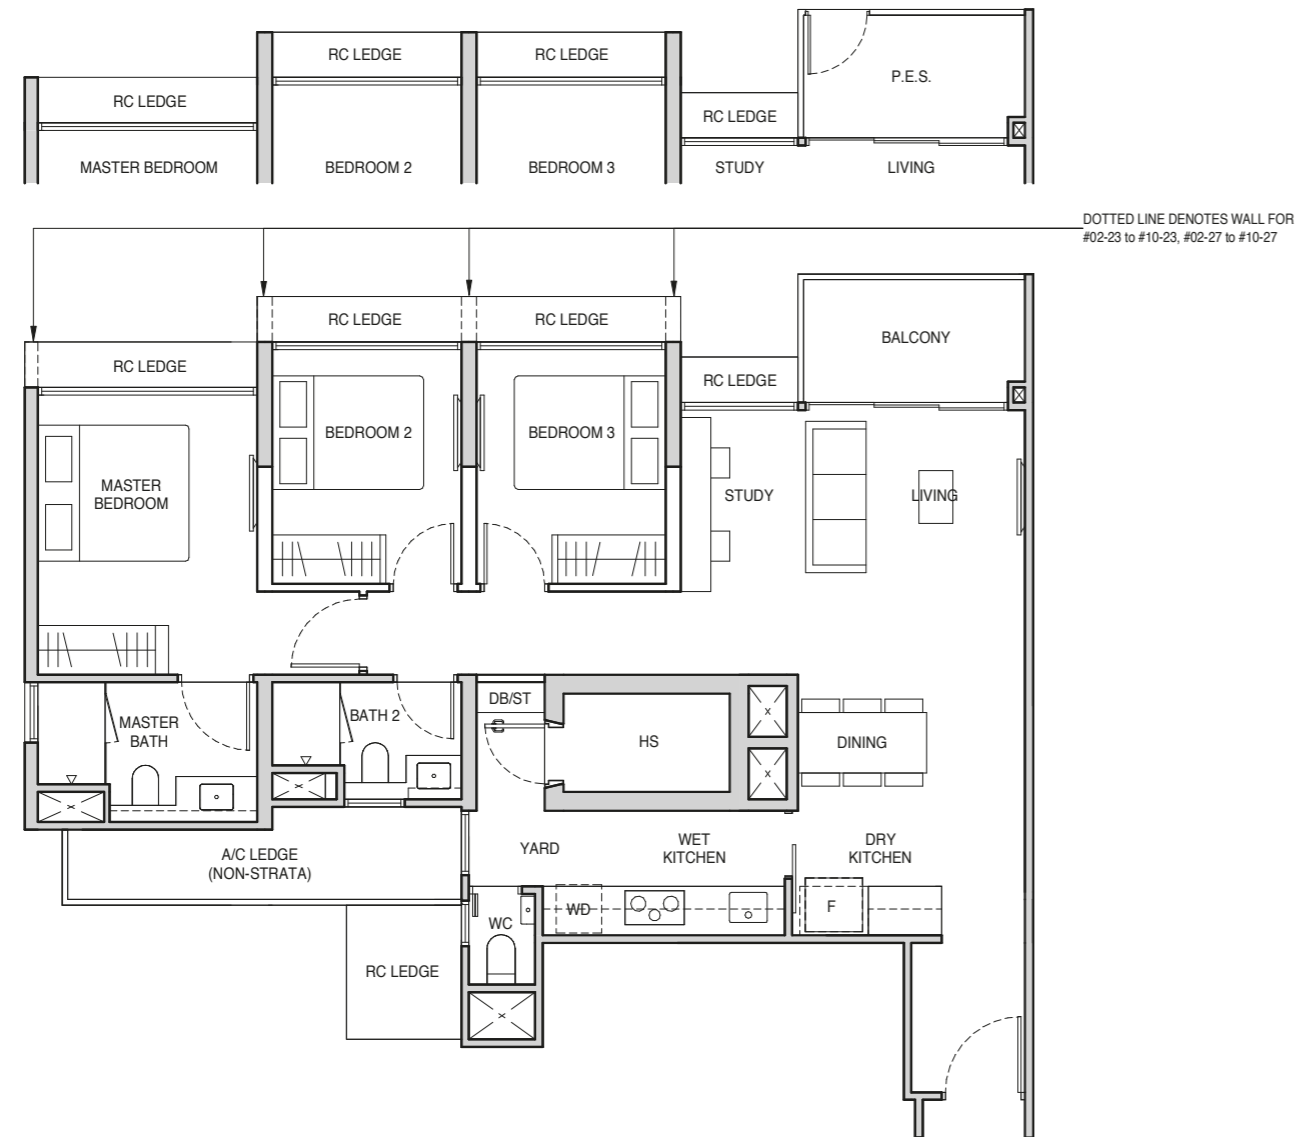 RC LEDGE
RC LEDGE
P.E.S.
RC LEDGE
RC LEDGE
MASTER BEDROOM
BEDROOM 2
BEDROOM 3
STUDY
LIVING
DOTTED LINE DENOTES WALL FOR
#02-23 to #10-23, #02-27 to #10-27
RC LEDGE
RC LEDGE
BALCONY
RC LEDGE
RC LEDGE
BEDROOM 2
BEDROOM 3
MASTER
BEDROOM
STUDY
LIVING
DB/ST
MASTER
BATH
BATH 2
HS
X
DINING
X
X
X
YARD
WET
KITCHEN
DRY
KITCHEN
A/C LEDGE
(NON-STRATA)
WD
F
WC
RC LEDGE
X